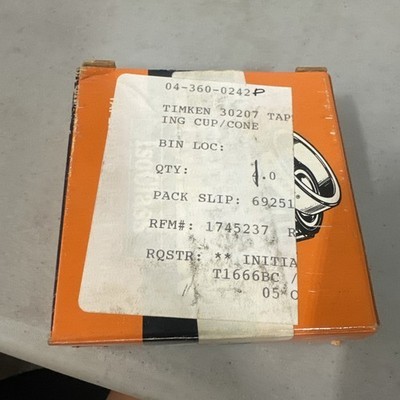 04-360-0242P
TIMKEN 30207 TAP
ING CUP/CONE
BIN LOC:
QTY: 1.0
PACK SLIP: 69251
RFM#: 1745237 R
RQSTR: ** INITIA
T1666BC /
05 O